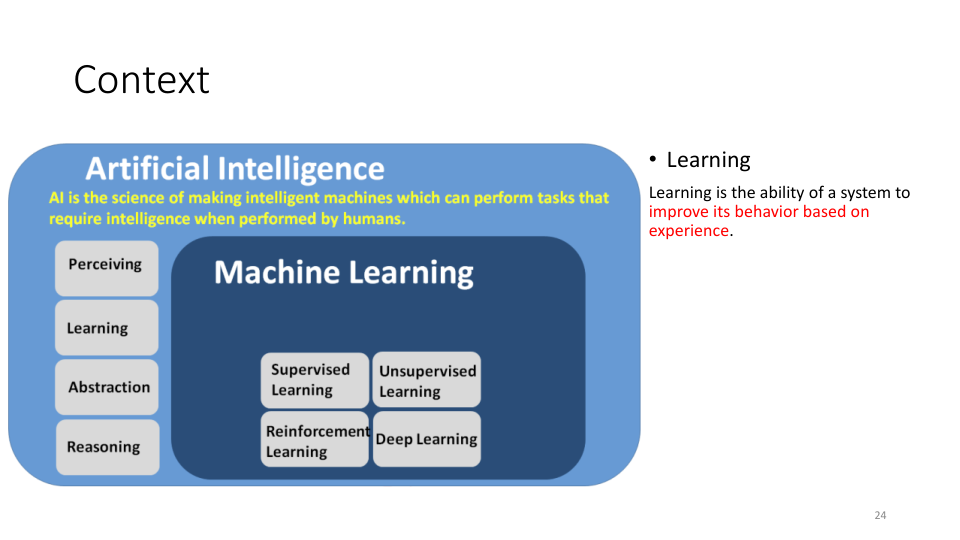 Context
Artificial Intelligence
AI is the science of making intelligent machines which can perform tasks that
require intelligence when performed by humans.
Perceiving
Learning
Abstraction
Reasoning
Machine Learning
Supervised
Learning
Unsupervised
Learning
Reinforcement
Learning
Deep Learning
• Learning
Learning is the ability of a system to
improve its behavior based on
experience.
24